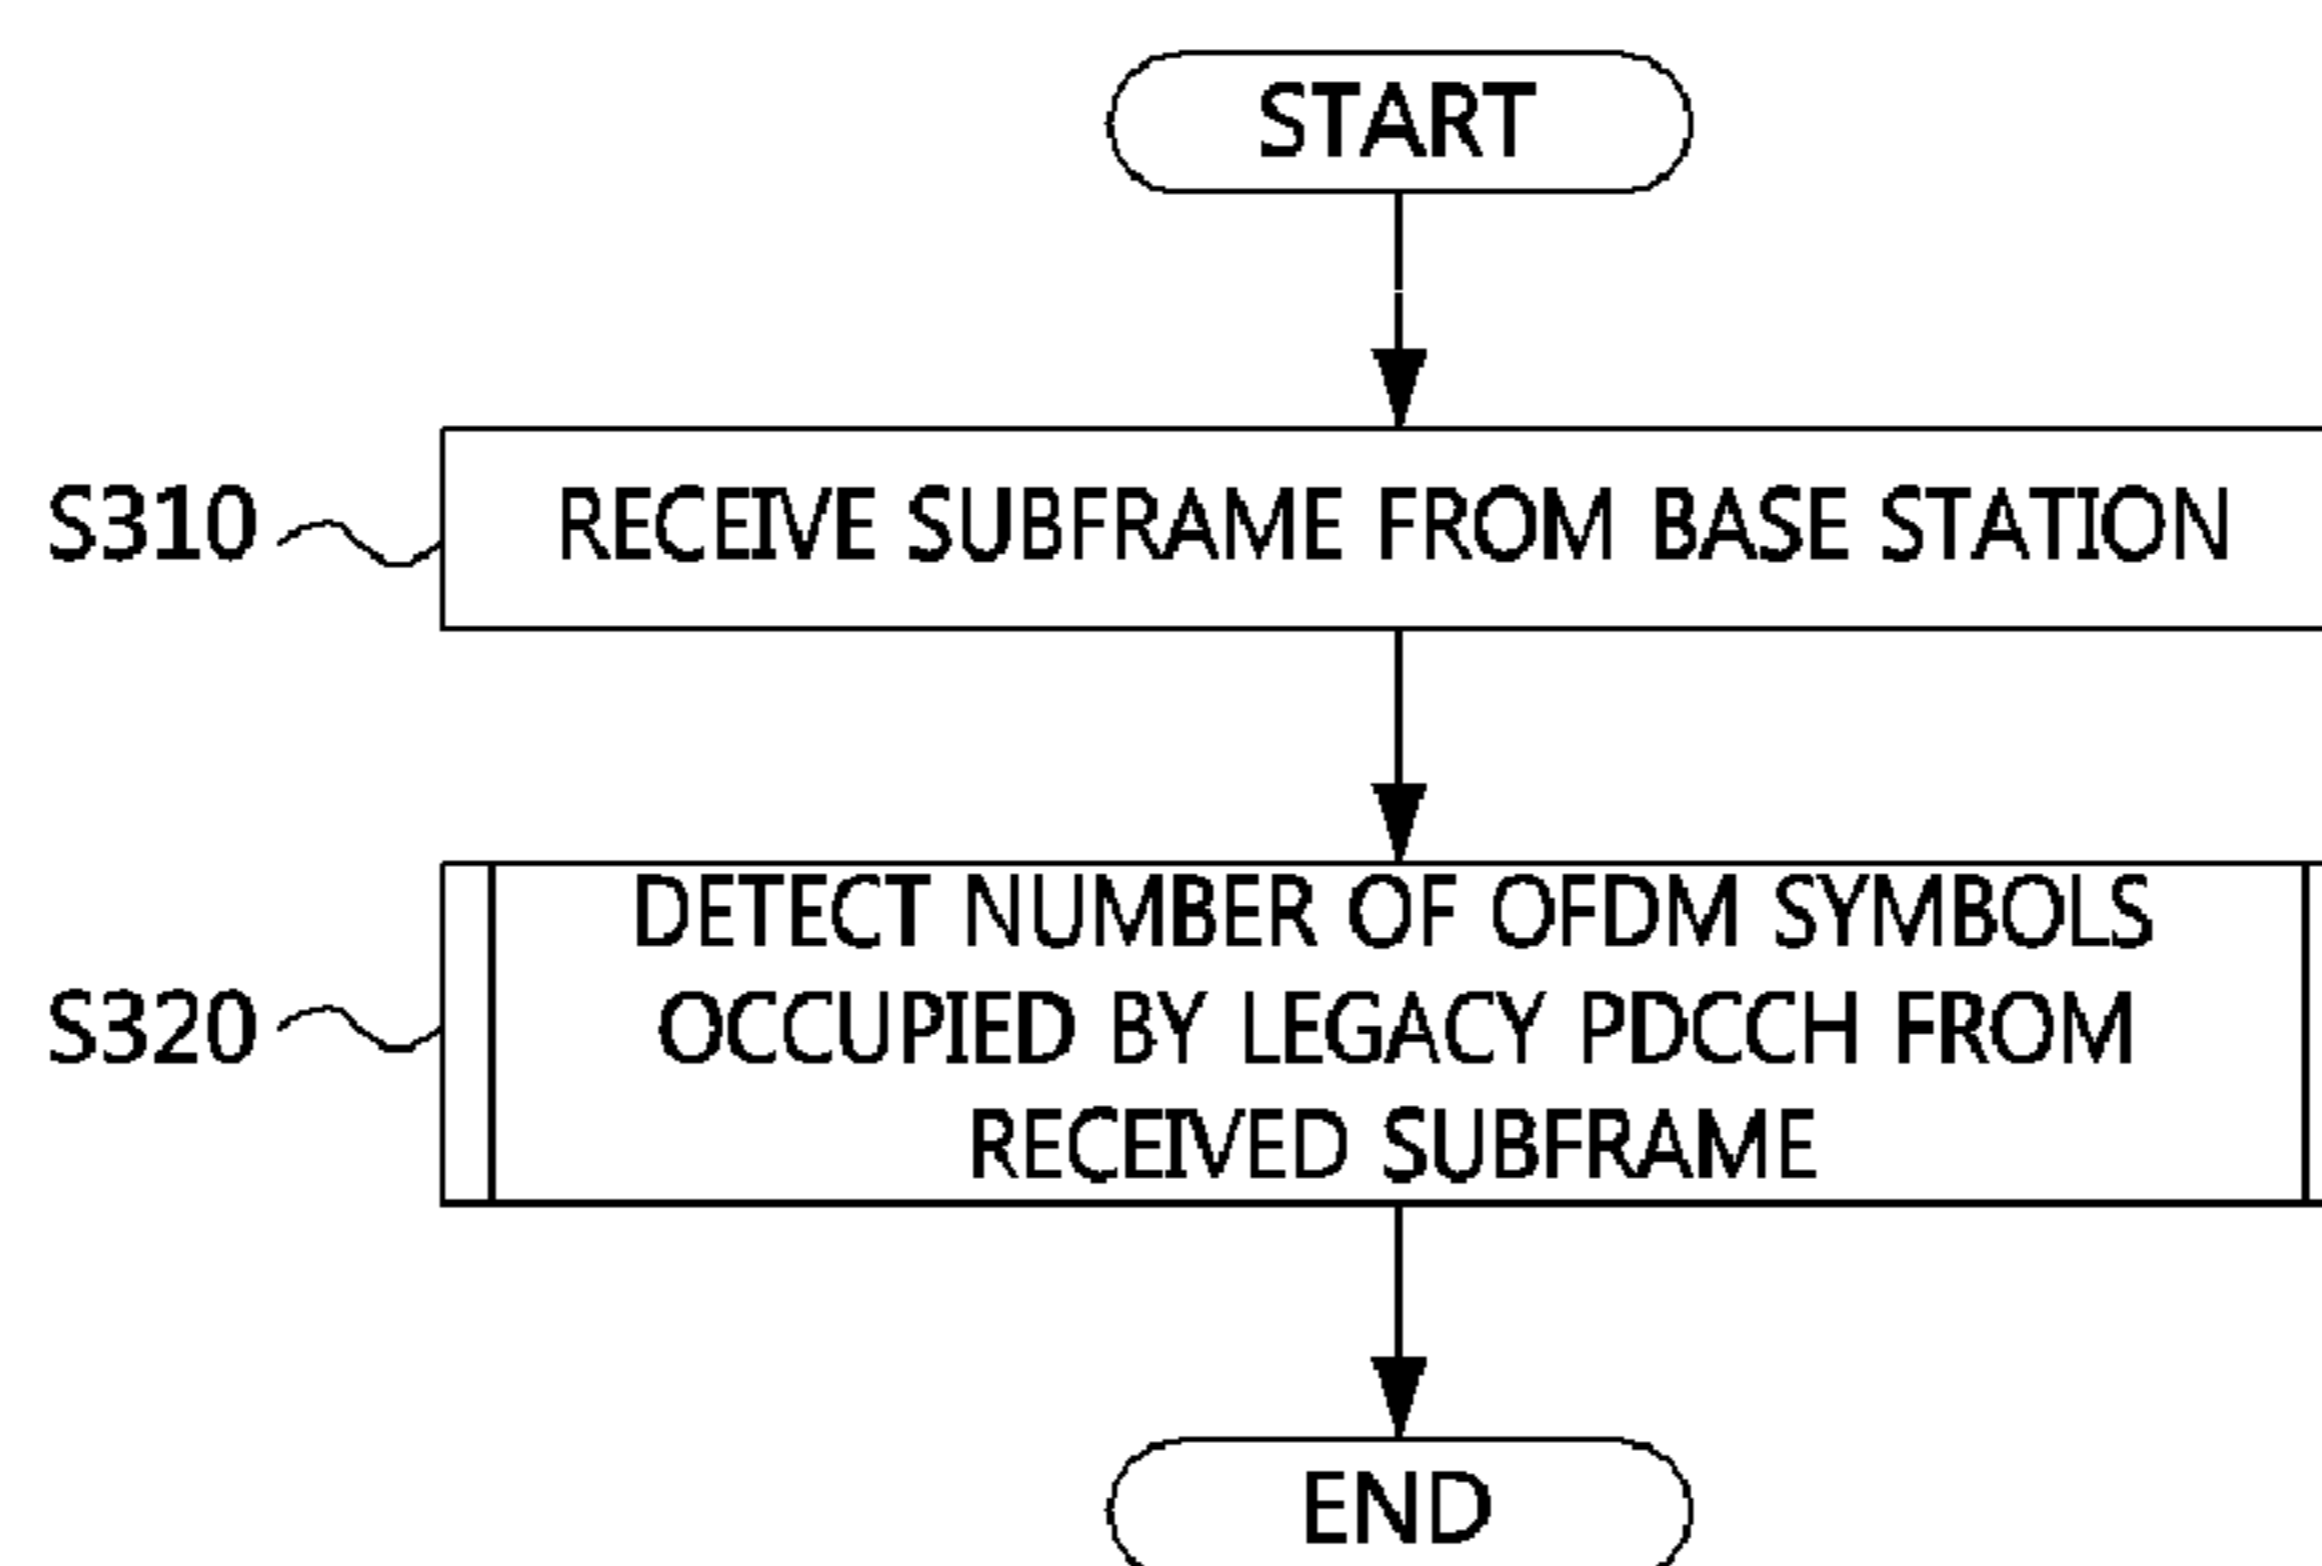 START
S310
RECEIVE SUBFRAME FROM BASE STATION
S320
DETECT NUMBER OF OFDM SYMBOLS
OCCUPIED BY LEGACY PDCCH FROM
RECEIVED SUBFRAME
END